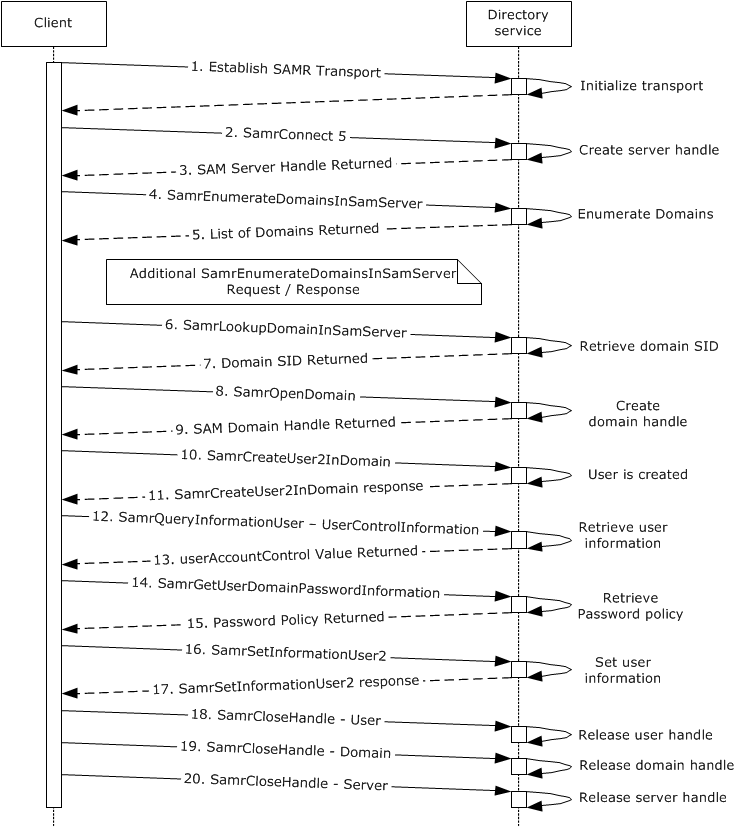 Client
Directory
service
1. Establish SAMR Transport
Initialize transport
2. SamrConnect 5
Create server handle
3. SAM Server Handle Returned
4. SamrEnumerateDomainsInSamServer
Enumerate Domains
5. List of Domains Returned
Additional SamrEnumerateDomainsInSamServer
Request / Response
6. SamrLookupDomainInSamServer
Retrieve domain SID
7. Domain SID Returned
8. SamrOpenDomain
Create
domain handle
9. SAM Domain Handle Returned
10. SamrCreateUser2InDomain
User is created
11. SamrCreateUser2InDomain response
12. SamrQueryInformationUser – UserControlInformation
Retrieve user
information
13. userAccountControl Value Returned
14. SamrGetUserDomainPasswordInformation
Retrieve
Password policy
15. Password Policy Returned
16. SamrSetInformationUser2
Set user
information
17. SamrSetInformationUser2 response
18. SamrCloseHandle - User
Release user handle
19. SamrCloseHandle - Domain
Release domain handle
20. SamrCloseHandle - Server
Release server handle